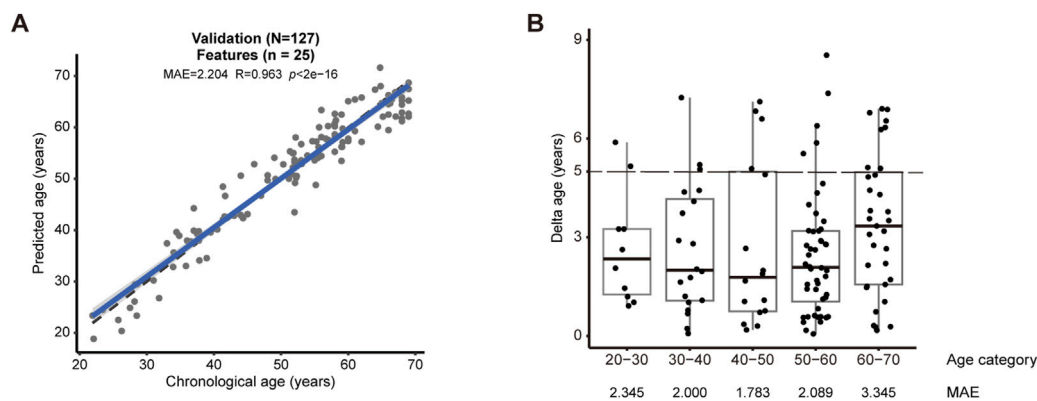 A
Validation (N=127)
Features (n = 25)
MAE=2.204 R=0.963 p<2e−16
Predicted age (years)
70
60
50
40
30
20
20 30 40 50 60 70
Chronological age (years)
B
Delta age (years)
9
6
5
3
0
20−30 30−40 40−50 50−60 60−70 Age category
2.345 2.000 1.783 2.089 3.345 MAE